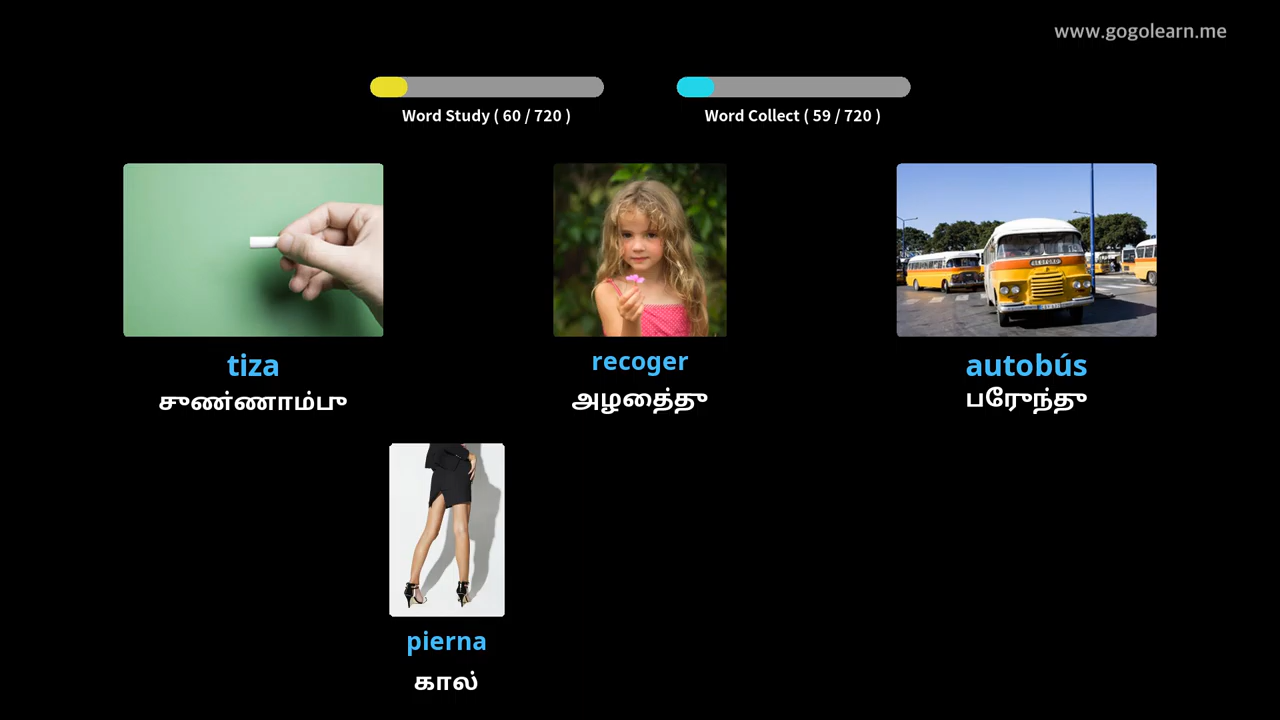 www.gogolearn.me
Word Study ( 60 / 720 )
Word Collect ( 59 / 720 )
tiza
சுண்ணாம்பு
recoger
அழைத்து
autobús
பேருந்து
pierna
கால்